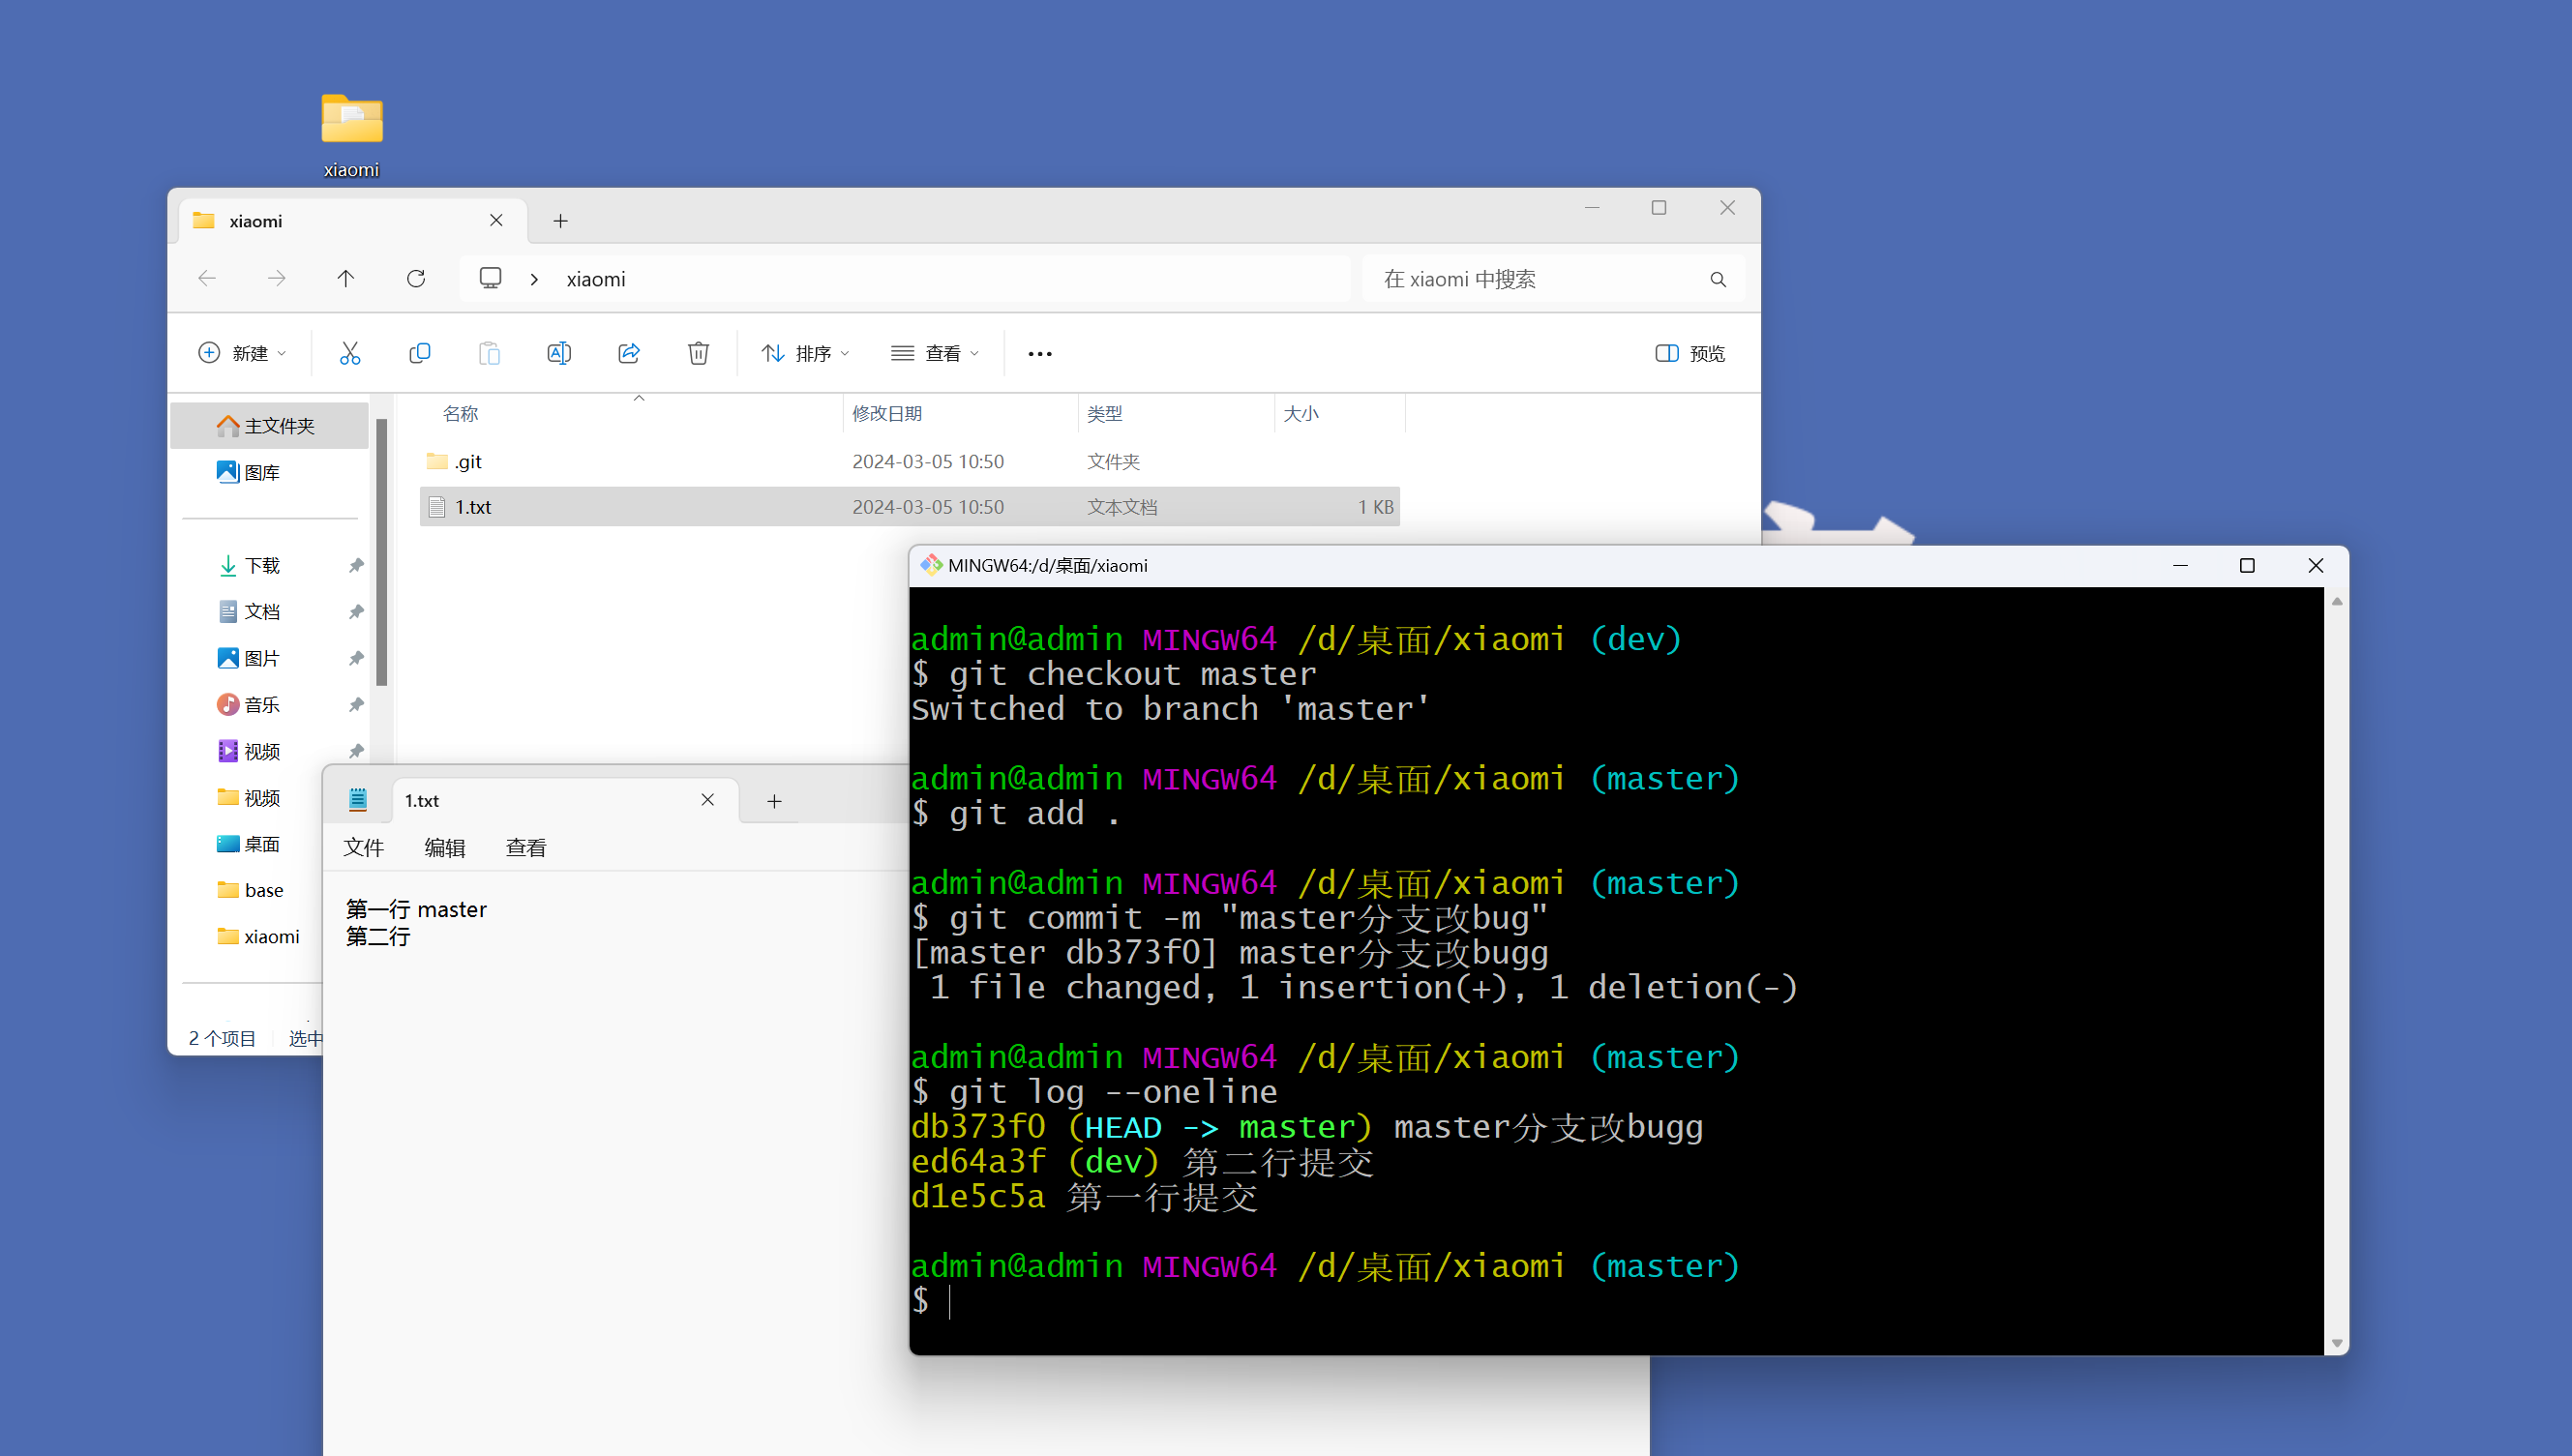 xiaomi
xiaomi
xiaomi
在 xiaomi 中搜索
新建
排序
查看
预览
主文件夹
图库
下载
文档
图片
音乐
视频
视频
桌面
base
xiaomi
名称 修改日期 类型 大小
.git 2024-03-05 10:50 文件夹
1.txt 2024-03-05 10:50 文本文档 1 KB
2 个项目 选中
1.txt
文件 编辑 查看
第一行 master
第二行
MINGW64:/d/桌面/xiaomi
admin@admin MINGW64 /d/桌面/xiaomi (dev)
$ git checkout master
Switched to branch 'master'
admin@admin MINGW64 /d/桌面/xiaomi (master)
$ git add .
admin@admin MINGW64 /d/桌面/xiaomi (master)
$ git commit -m "master分支改bug"
[master db373f0] master分支改bugg
1 file changed, 1 insertion(+), 1 deletion(-)
admin@admin MINGW64 /d/桌面/xiaomi (master)
$ git log --oneline
db373f0 (HEAD -> master) master分支改bugg
ed64a3f (dev) 第二行提交
d1e5c5a 第一行提交
admin@admin MINGW64 /d/桌面/xiaomi (master)
$